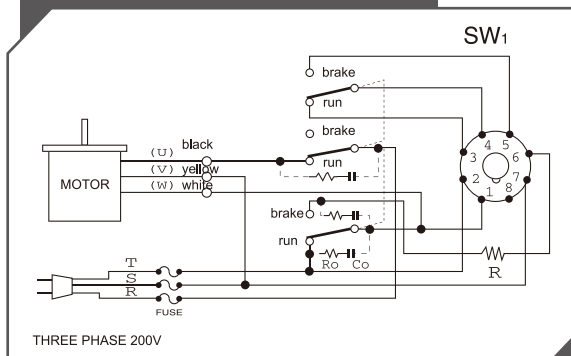 SW1
brake
run
brake
run
brake
run
MOTOR
(U) black
(V) yellow
(W) white
Ro Co
R
3 4 5 6
2 1 8 7
T
S
R
FUSE
THREE PHASE 200V